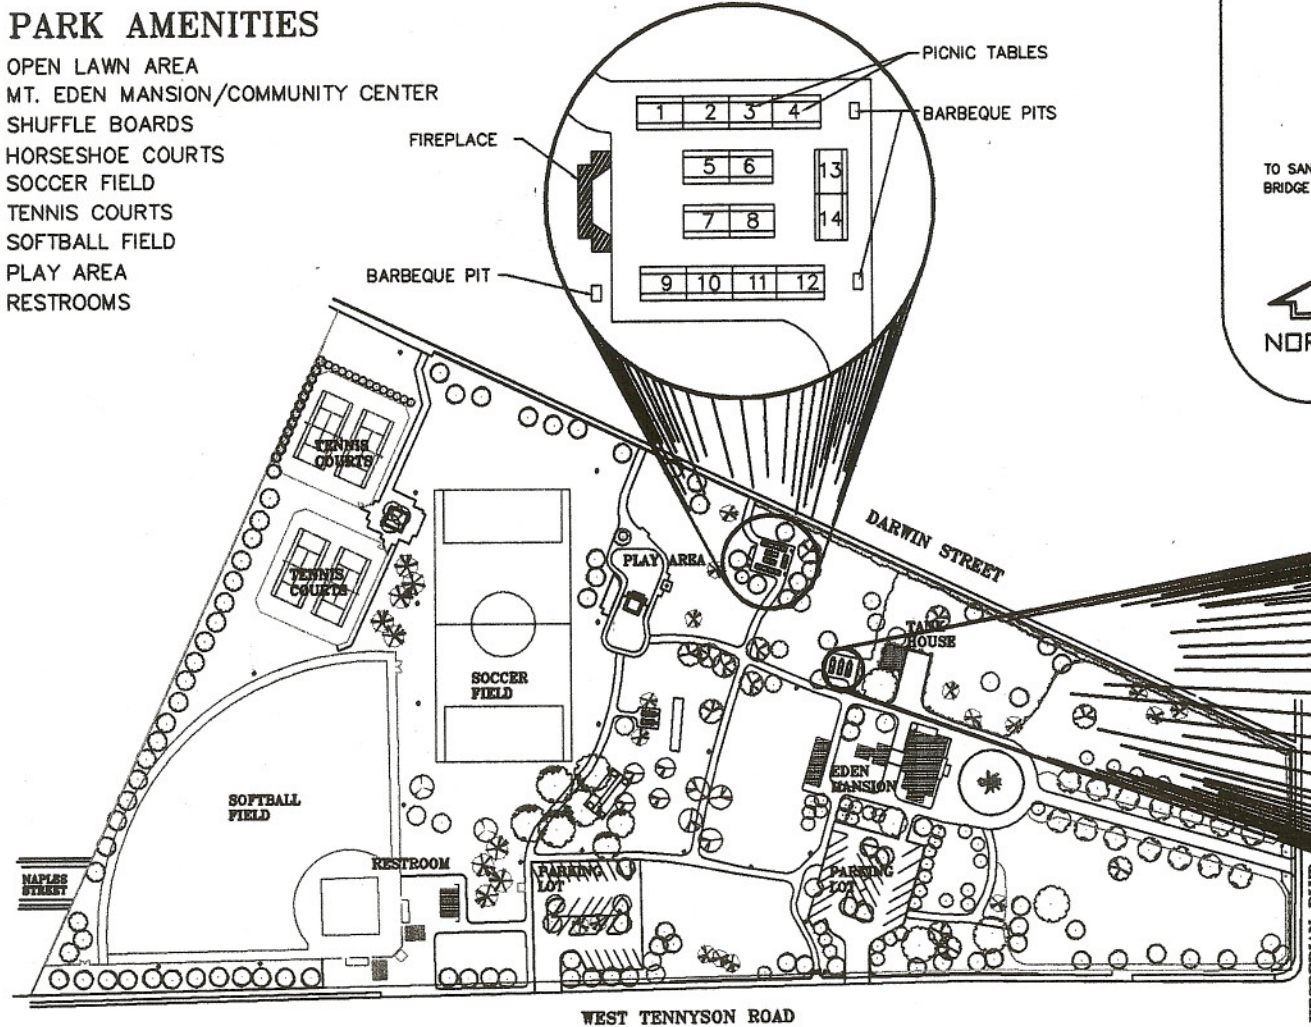 PARK AMENITIES
OPEN LAWN AREA
MT. EDEN MANSION/COMMUNITY CENTER
SHUFFLE BOARDS
HORSESHOE COURTS
SOCCER FIELD
TENNIS COURTS
SOFTBALL FIELD
PLAY AREA
RESTROOMS
FIREPLACE
BARBEQUE PIT
PICNIC TABLES
BARBEQUE PITS
1 2 3 4
5 6
13
7 8
14
9 10 11 12
TO SAN
BRIDGE
NOR
TENNIS
COURTS
TENNIS
COURTS
PLAY AREA
DARWIN STREET
TANK
HOUSE
SOCCER
FIELD
EDEN
MANSION
SOFTBALL
FIELD
RESTROOM
PARKING
LOT
PARKING
LOT
NAPLES
STREET
WEST TENNYSON ROAD